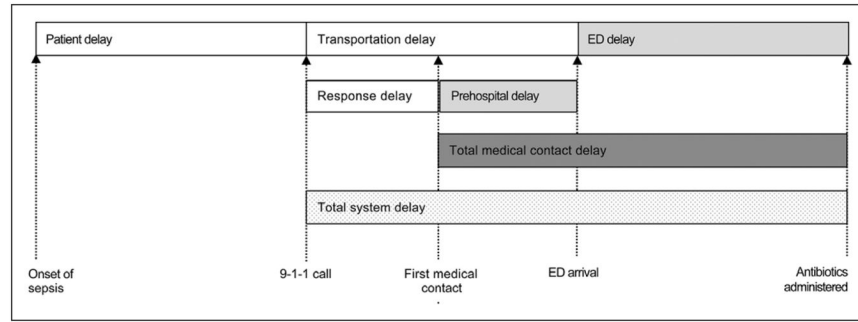 Patient delay
Transportation delay
ED delay
Response delay
Prehospital delay
Total medical contact delay
Total system delay
Onset of
sepsis
9-1-1 call
First medical
contact
ED arrival
Antibiotics
administered